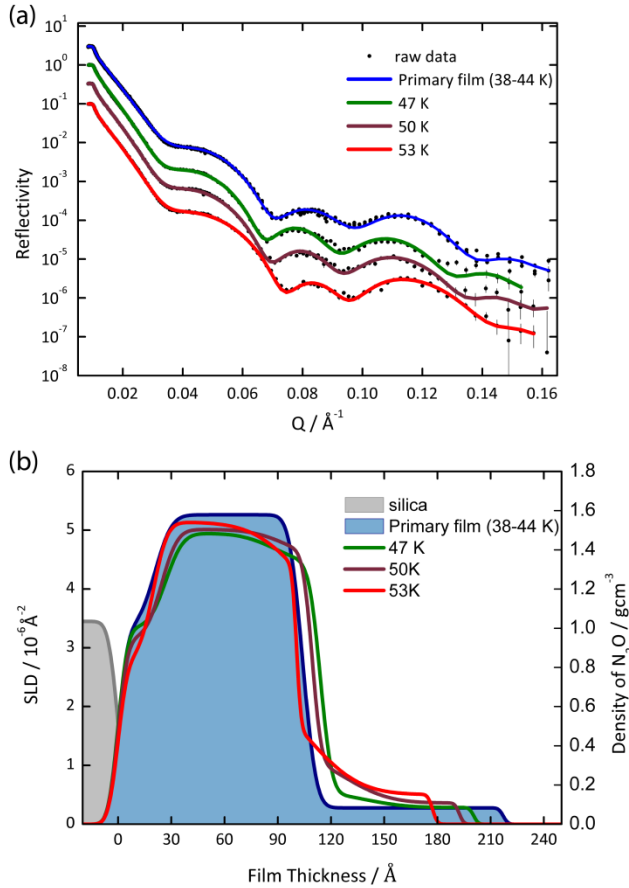 (a)
10¹
10⁰
10⁻¹
10⁻²
10⁻³
10⁻⁴
10⁻⁵
10⁻⁶
10⁻⁷
10⁻⁸
Reflectivity
raw data
Primary film (38-44 K)
47 K
50 K
53 K
0.02 0.04 0.06 0.08 0.10 0.12 0.14 0.16
Q / Å⁻¹
(b)
6
5
4
3
2
1
0
SLD / 10⁻⁶Å⁻²
silica
Primary film (38-44 K)
47 K
50K
53K
1.8
1.6
1.4
1.2
1.0
0.8
0.6
0.4
0.2
0.0
Density of N₂O / gcm⁻³
0 30 60 90 120 150 180 210 240
Film Thickness / Å